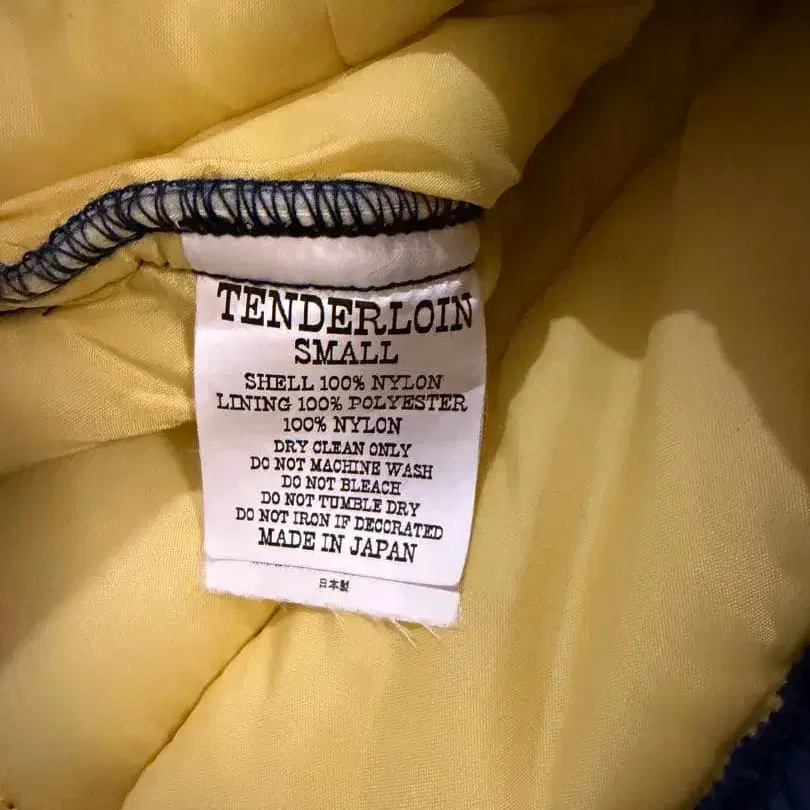 TENDERLOIN
SMALL
SHELL 100% NYLON
LINING 100% POLYESTER
100% NYLON
DRY CLEAN ONLY
DO NOT MACHINE WASH
DO NOT BLEACH
DO NOT TUMBLE DRY
DO NOT IRON IF DECORATED
MADE IN JAPAN
日本製